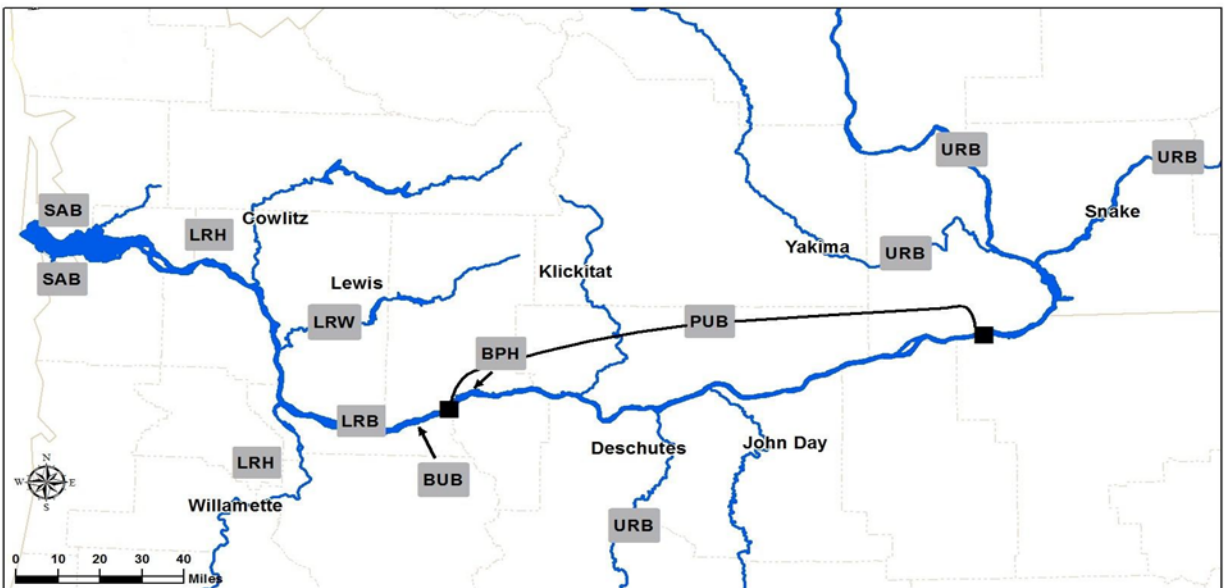 URB
URB
SAB
Snake
Cowlitz
LRH
Yakima
URB
SAB
Klickitat
Lewis
LRW
PUB
BPH
LRB
Deschutes
John Day
LRH
BUB
N
W E
S
Willamette
URB
0 10 20 30 40
Miles